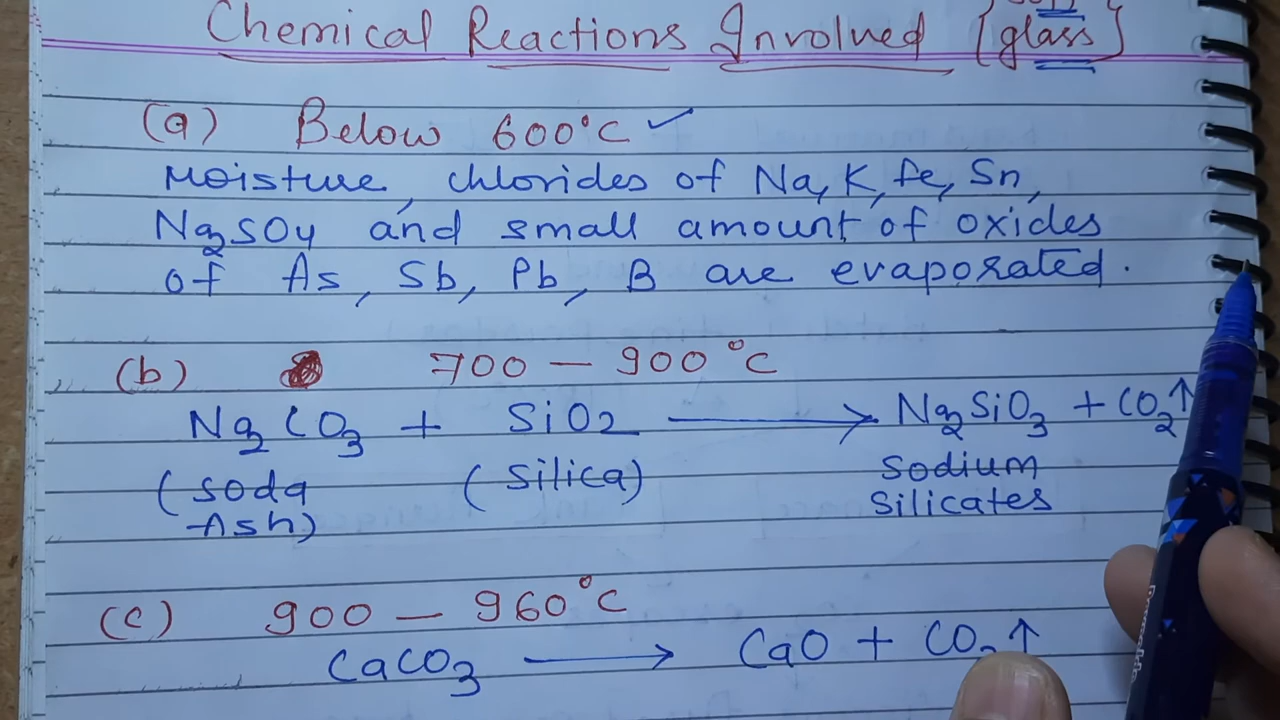 Chemical Reactions Involved (glass)
(a) Below 600°C ✓
Moisture, chlorides of Na, K, Fe, Sn,
Na2SO4 and small amount of oxides
of As, Sb, Pb, B are evaporated.
(b) 700 — 900°C
Na2CO3 + SiO2 → Na2SiO3 + CO2↑
(soda (Silica) Sodium
Ash) Silicates
(c) 900 — 960°C
CaCO3 → CaO + CO2↑